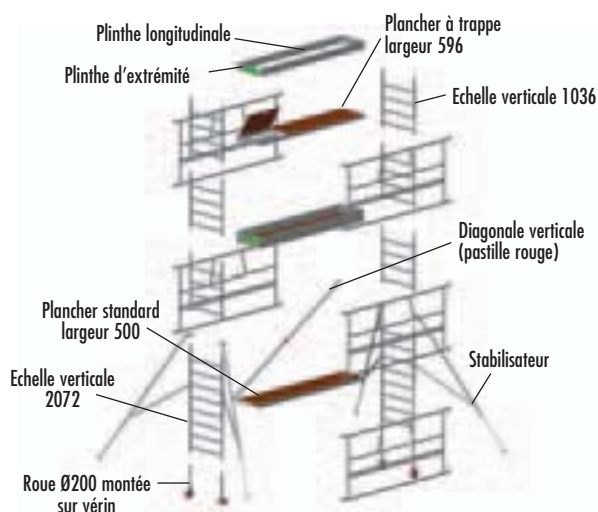 Plinthe longitudinale
Plinthe d'extrémité
Plancher à trappe
largeur 596
Echelle verticale 1036
Diagonale verticale
(pastille rouge)
Plancher standard
largeur 500
Echelle verticale
2072
Stabilisateur
Roue Ø200 montée
sur vérin